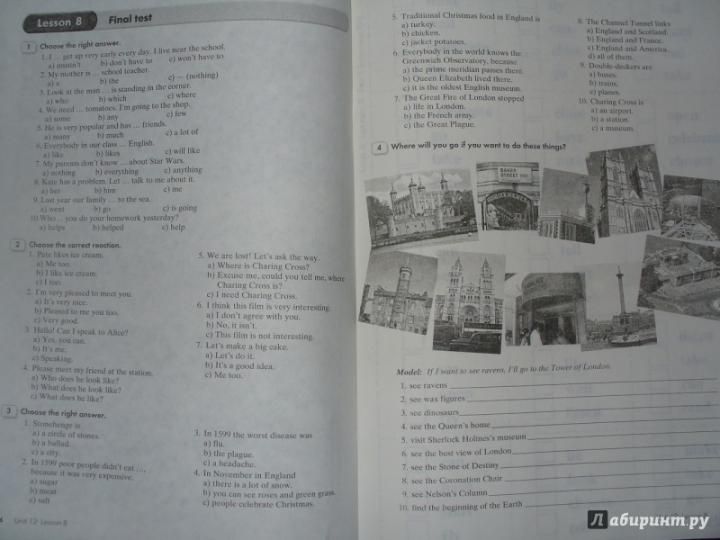 Lesson 8 Final test
1 Choose the right answer.
1. I ... get up very early every day. I live near the school.
a) mustn't b) don't have to c) won't have to
2. My mother is ... school teacher.
a) a b) the c) – (nothing)
3. Look at the man ... is standing in the corner.
a) who b) which c) where
4. We need ... tomatoes. I'm going to the shop.
a) some b) any c) few
5. He is very popular and has ... friends.
a) many b) much c) a lot of
6. Everybody in our class ... English.
a) like b) likes c) will like
7. My parents don't know ... about Star Wars.
a) nothing b) everything c) anything
8. Kate has a problem. Let ... talk to me about it.
a) her b) him c) me
9. Last year our family ... to the sea.
a) went b) go c) is going
10. Who ... you do your homework yesterday?
a) helps b) helped c) help
2 Choose the correct reaction.
1. Pete likes ice cream.
a) Me too.
b) I like ice cream.
c) I too.
2. I'm very pleased to meet you.
a) It's very nice.
b) Pleased to me you too.
c) Very good.
3. Hello! Can I speak to Alice?
a) Yes, you can.
b) It's me.
c) Speaking.
4. Please meet my friend at the station.
a) Who does he look like?
b) What does he look like?
c) What does he like?
5. We are lost! Let's ask the way.
a) Where is Charing Cross?
b) Excuse me, could you tell me, where
Charing Cross is?
c) I need Charing Cross.
6. I think this film is very interesting.
a) I don't agree with you.
b) No, it isn't.
c) This film is not interesting.
7. Let's make a big cake.
a) Let's do it.
b) It's a good idea.
c) Me too.
3 Choose the right answer.
1. Stonehenge is
a) a circle of stones.
b) a ballad.
c) a city.
2. In 1599 poor people didn't eat ...,
because it was very expensive.
a) sugar
b) meat
c) salt
3. In 1599 the worst disease was
a) flu.
b) the plague.
c) a headache.
4. In November in England
a) there is a lot of snow.
b) you can see roses and green grass.
c) people celebrate Christmas.
Unit 12 Lesson 8
5. Traditional Christmas food in England is
a) turkey.
b) chicken.
c) jacket potatoes.
6. Everybody in the world knows the
Greenwich Observatory, because
a) the prime meridian passes there.
b) Queen Elizabeth lived there.
c) it is the oldest English museum.
7. The Great Fire of London stopped
a) life in London.
b) the French army.
c) the Great Plague.
8. The Channel Tunnel links
a) England and Scotland.
b) England and France.
c) England and America.
d) all of them.
9. Double-deckers are
a) buses.
b) trains.
c) planes.
10. Charing Cross is
a) an airport.
b) a station.
c) a museum.
4 Where will you go if you want to do these things?
BAKER
STREET
Model: If I want to see ravens, I'll go to the Tower of London.
1. see ravens
2. see wax figures
3. see dinosaurs
4. see the Queen's home
5. visit Sherlock Holmes's museum
6. see the best view of London
7. see the Stone of Destiny
8. see the Coronation Chair
9. see Nelson's Column
10. find the beginning of the Earth
Лабиринт.ру